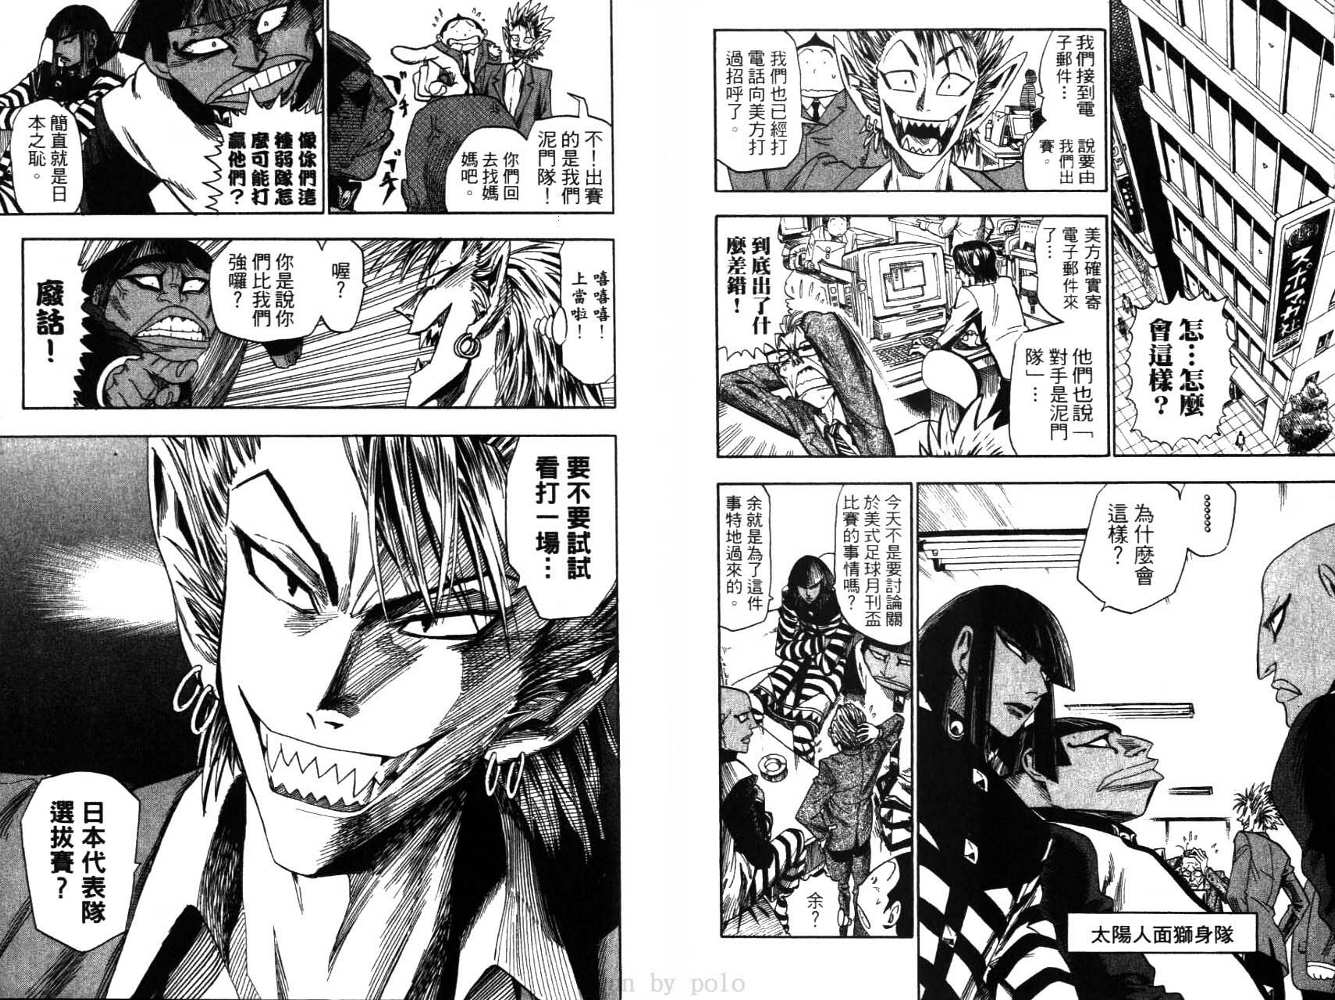 怎…怎麼
會這樣?
我們接到電
子郵件…
說要由
我們出
賽。
我們也已經打
電話向美方打
過招呼了。
美方確實寄
電子郵件來
了…
他們也說「
對手是泥門
隊」…
到底出了什
麼差錯!
………
為什麼會
這樣?
太陽人面獅身隊
今天不是要討論關
於美式足球月刊盃
比賽的事情嗎?
余就是為了這件
事特地過來的。
余?
不!出賽
的是我們
泥門隊!
你們回
去找媽
媽吧。
ブチ
ブチ
像你們這
種弱隊怎
麼可能打
贏他們?
簡直就是日
本之恥。
嘻嘻嘻!
上當啦!
喔?
你是說你
們比我們
強囉?
廢話!
要不要試試
看打一場…
日本代表隊
選拔賽?
an by polo